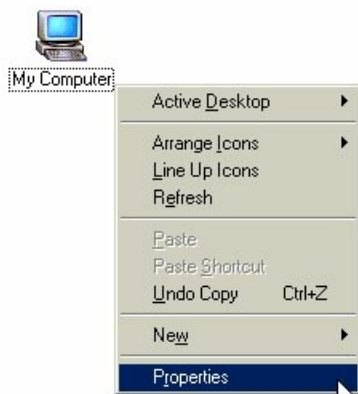 My Computer
Active Desktop
Arrange Icons
Line Up Icons
Refresh
Paste
Paste Shortcut
Undo Copy Ctrl+Z
New
Properties